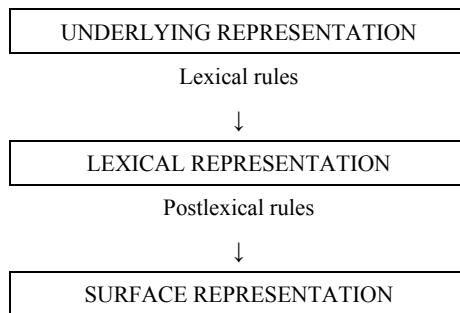 UNDERLYING REPRESENTATION
Lexical rules
↓
LEXICAL REPRESENTATION
Postlexical rules
↓
SURFACE REPRESENTATION